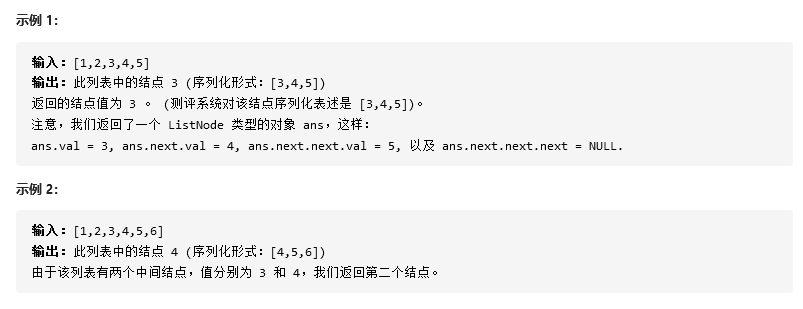 示例 1：
输入：[1,2,3,4,5]
输出：此列表中的结点 3 (序列化形式：[3,4,5])
返回的结点值为 3 。 (测评系统对该结点序列化表述是 [3,4,5])。
注意，我们返回了一个 ListNode 类型的对象 ans，这样：
ans.val = 3, ans.next.val = 4, ans.next.next.val = 5, 以及 ans.next.next.next = NULL.
示例 2：
输入：[1,2,3,4,5,6]
输出：此列表中的结点 4 (序列化形式：[4,5,6])
由于该列表有两个中间结点，值分别为 3 和 4，我们返回第二个结点。